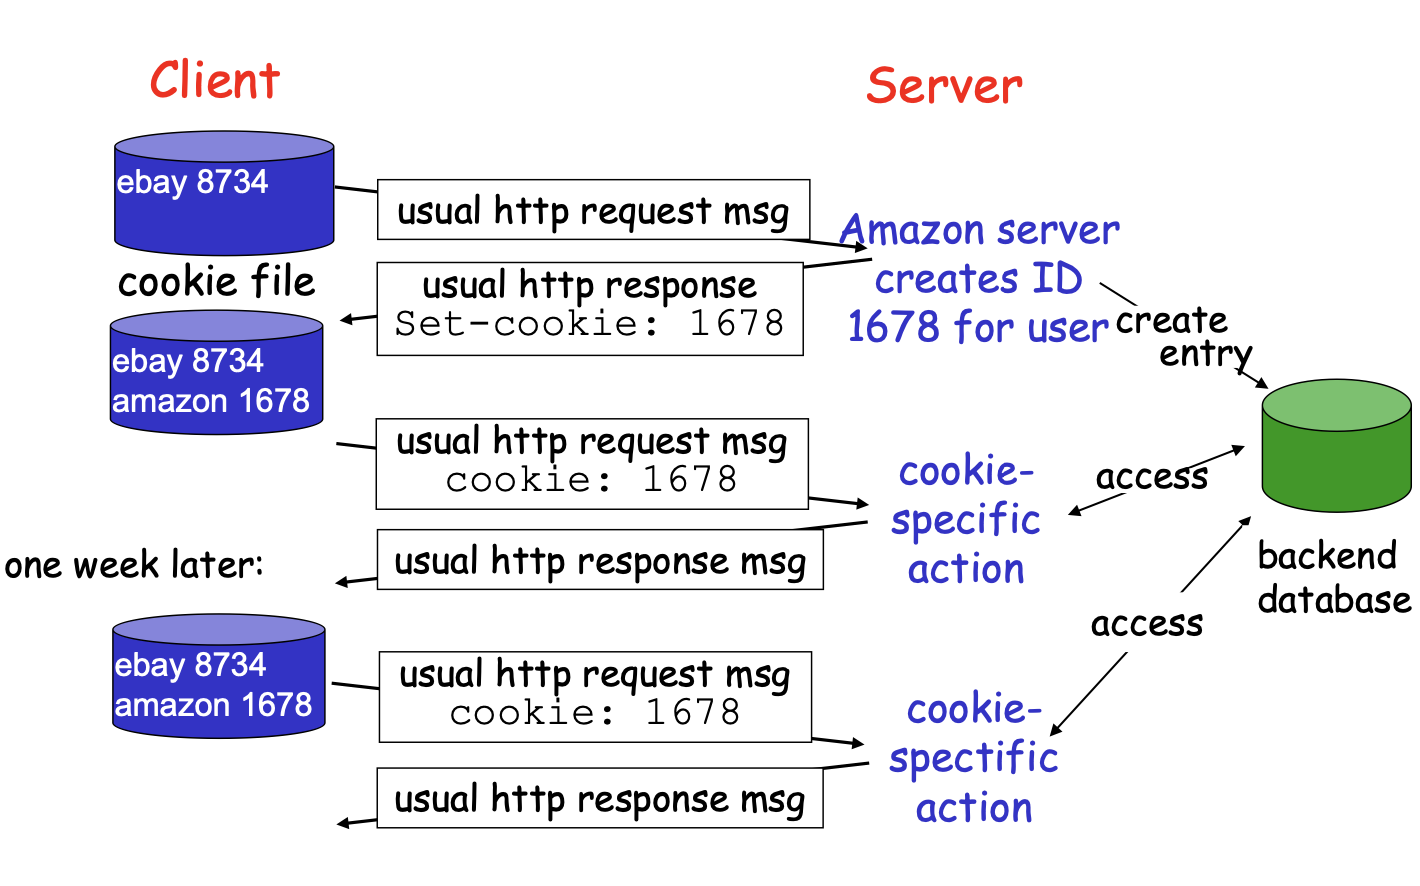 Client
Server
ebay 8734
usual http request msg
Amazon server
creates ID
1678 for user
cookie file
usual http response
Set-cookie: 1678
create
entry
ebay 8734
amazon 1678
usual http request msg
cookie: 1678
cookie-
specific
action
access
usual http response msg
one week later:
backend
database
access
ebay 8734
amazon 1678
usual http request msg
cookie: 1678
cookie-
spectific
action
usual http response msg